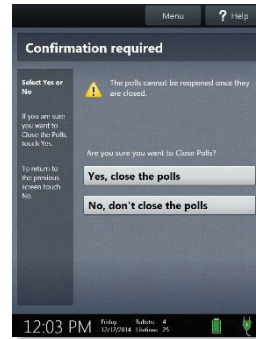 Menu
? Help
Confirmation required
Select Yes or
No
If you are sure
you want to
Close the Polls,
touch Yes.
To return to
the previous
screen touch
No.
The polls cannot be reopened once they
are closed.
Are you sure you want to Close Polls?
Yes, close the polls
No, don't close the polls
12:03 PM
Friday
12/12/2014
Ballots: 4
Lifetime: 25